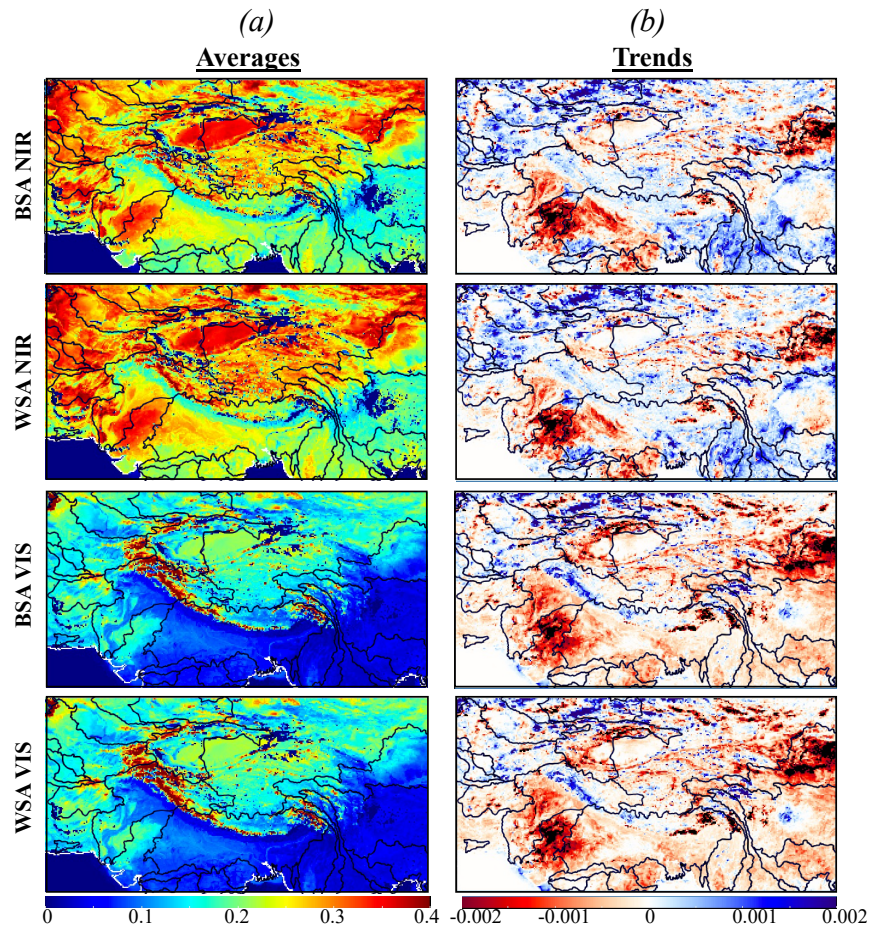 (a) (b)
Averages Trends
BSA NIR
WSA NIR
BSA VIS
WSA VIS
0 0.1 0.2 0.3 0.4 -0.002 -0.001 0 0.001 0.002